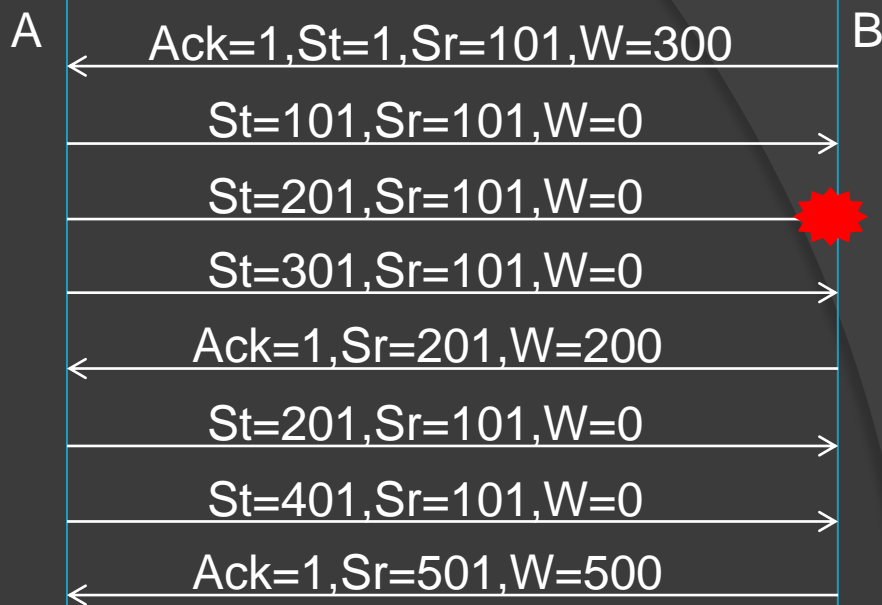 A
Ack=1,St=1,Sr=101,W=300
B
St=101,Sr=101,W=0
St=201,Sr=101,W=0
St=301,Sr=101,W=0
Ack=1,Sr=201,W=200
St=201,Sr=101,W=0
St=401,Sr=101,W=0
Ack=1,Sr=501,W=500